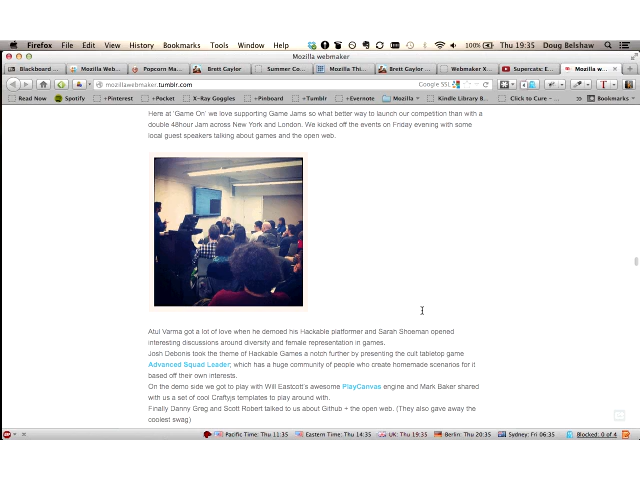 Firefox File Edit View History Bookmarks Tools Window Help 100% Thu 19:35 Doug Belshaw
Mozilla webmaker
Blackboard ... Mozilla Web... Popcorn Ma... Brett Gaylor Summer Co... Mozilla Thi... Brett Gaylor ... Webmaker X... Supercats: E... Mozilla w...
mozillawebmaker.tumblr.com Google SSL
Read Now Spotify +Pinterest +Pocket X-Ray Goggles +Pinboard +Tumblr +Overdue Mozilla Kindle Library B... Click to Cure - ... Bookmarks
Here at 'Game On' we love supporting Game Jams so what better way to launch our competition than with a
double 48hour Jam across New York and London. We kicked off the events on Friday evening with some
local guest speakers talking about games and the open web.
Atul Varma got a lot of love when he demoed his Hackable platformer and Sarah Shoeman opened
interesting discussions around diversity and female representation in games.
Josh Debonis took the theme of Hackable Games a notch further by presenting the cult tabletop game
Advanced Squad Leader; which has a huge community of people who create homemade scenarios for it
based off their own interests.
On the demo side we got to play with Will Eastcott's awesome PlayCanvas engine and Mark Baker shared
with us a set of cool Craftyjs templates to play around with.
Finally Danny Greg and Scott Robert talked to us about Github + the open web. (They also gave away the
coolest swag)
Pacific Time: Thu 11:35 Eastern Time: Thu 14:35 UK: Thu 19:35 Berlin: Thu 20:35 Sydney: Fri 06:35 Blocked: 0 of 4